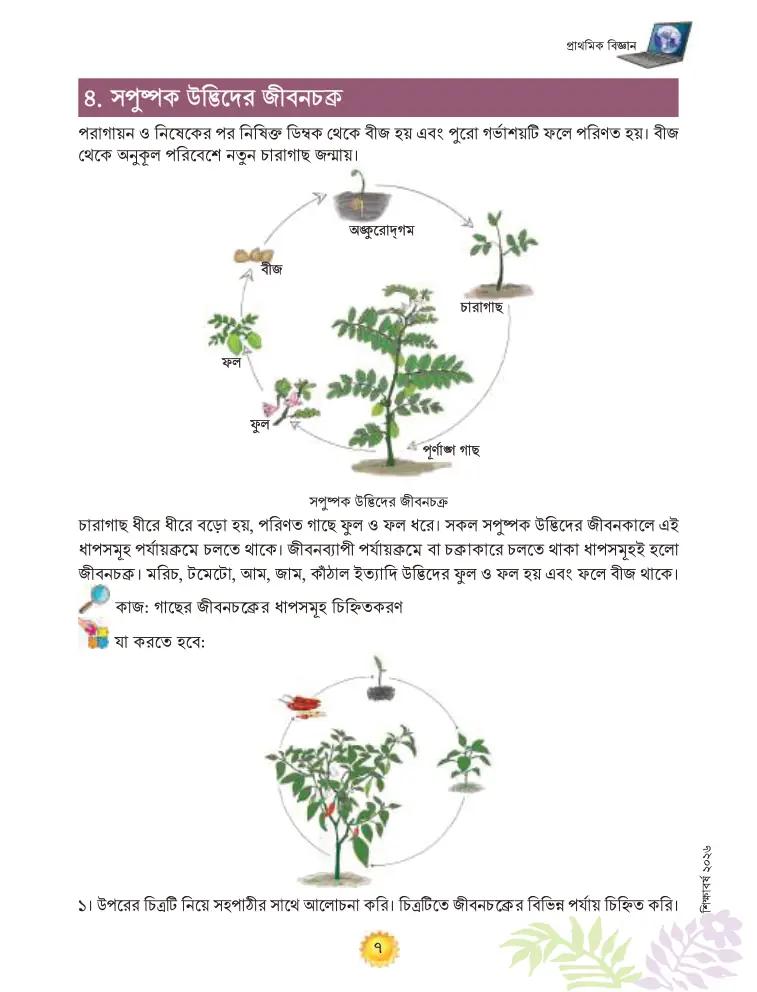 প্রাথমিক বিজ্ঞান
৪. সপুষ্পক উদ্ভিদের জীবনচক্র
পরাগায়ন ও নিষেকের পর নিষিক্ত ডিম্বক থেকে বীজ হয় এবং পুরো গর্ভাশয়টি ফলে পরিণত হয়। বীজ
থেকে অনুকূল পরিবেশে নতুন চারাগাছ জন্মায়।
অঙ্কুরোদ্‌গম
বীজ
চারাগাছ
ফল
ফুল
পূর্ণাঙ্গ গাছ
সপুষ্পক উদ্ভিদের জীবনচক্র
চারাগাছ ধীরে ধীরে বড়ো হয়, পরিণত গাছে ফুল ও ফল ধরে। সকল সপুষ্পক উদ্ভিদের জীবনকালে এই
ধাপসমূহ পর্যায়ক্রমে চলতে থাকে। জীবনব্যাপী পর্যায়ক্রমে বা চক্রাকারে চলতে থাকা ধাপসমূহই হলো
জীবনচক্র। মরিচ, টমেটো, আম, জাম, কাঁঠাল ইত্যাদি উদ্ভিদের ফুল ও ফল হয় এবং ফলে বীজ থাকে।
কাজ: গাছের জীবনচক্রের ধাপসমূহ চিহ্নিতকরণ
যা করতে হবে:
১। উপরের চিত্রটি নিয়ে সহপাঠীর সাথে আলোচনা করি। চিত্রটিতে জীবনচক্রের বিভিন্ন পর্যায় চিহ্নিত করি।
শিক্ষাবর্ষ ২০২৬
৭